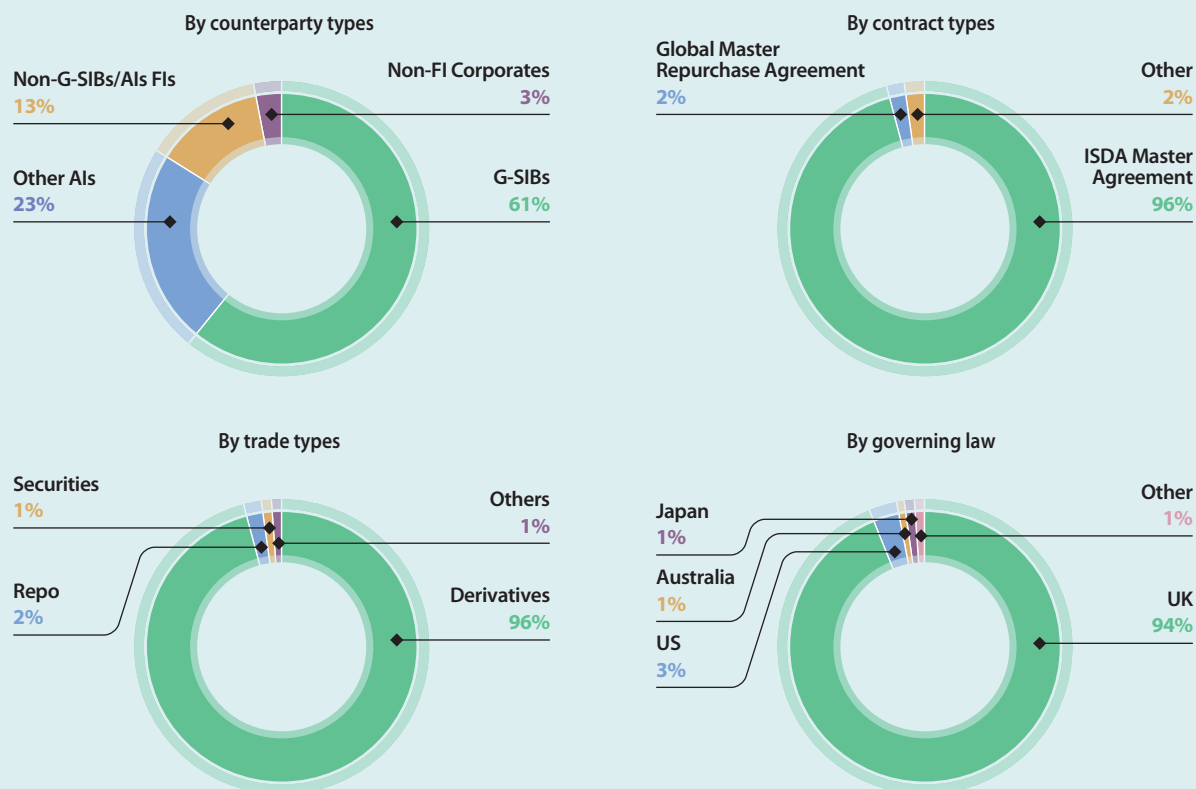 By counterparty types
Non-G-SIBs/AIs FIs
13%
Non-FI Corporates
3%
Other AIs
23%
G-SIBs
61%
By contract types
Global Master
Repurchase Agreement
2%
Other
2%
ISDA Master
Agreement
96%
By trade types
Securities
1%
Others
1%
Repo
2%
Derivatives
96%
By governing law
Japan
1%
Other
1%
Australia
1%
US
3%
UK
94%